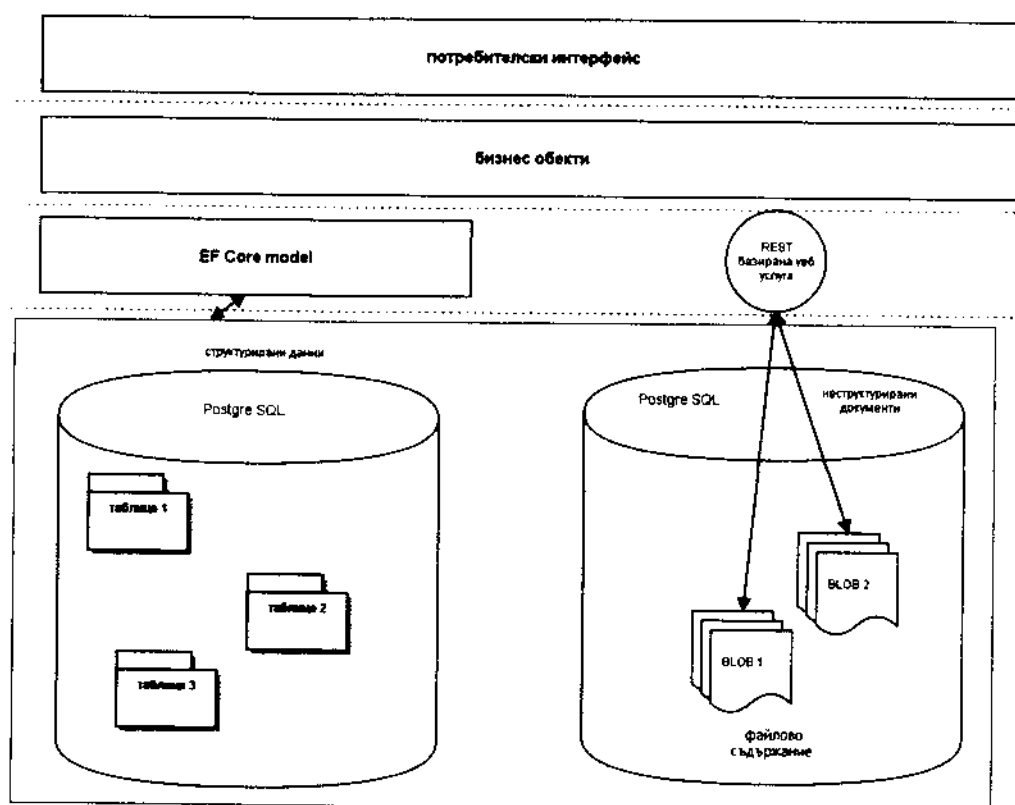 потребителски интерфейс
бизнес обекти
EF Core model
REST
базирана уеб
услуга
структурирани данни
Postgre SQL
Postgre SQL
неструктурирани
документи
таблица 1
таблица 2
таблица 3
BLOB 2
BLOB 1
файлово
съдържание